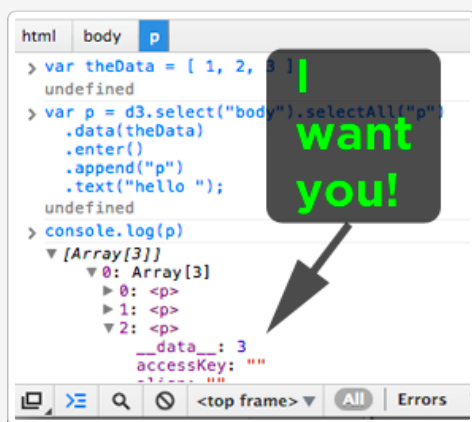 html body p
> var theData = [ 1, 2, 3 ]
undefined
> var p = d3.select("body").selectAll("p")
.data(theData)
.enter()
.append("p")
.text("hello ");
undefined
> console.log(p)
▼ [Array[3]]
▼ 0: Array[3]
▶ 0: <p>
▶ 1: <p>
▼ 2: <p>
__data__: 3
accessKey: ""
align: ""
I
want
you!
<top frame> ▼ All Errors